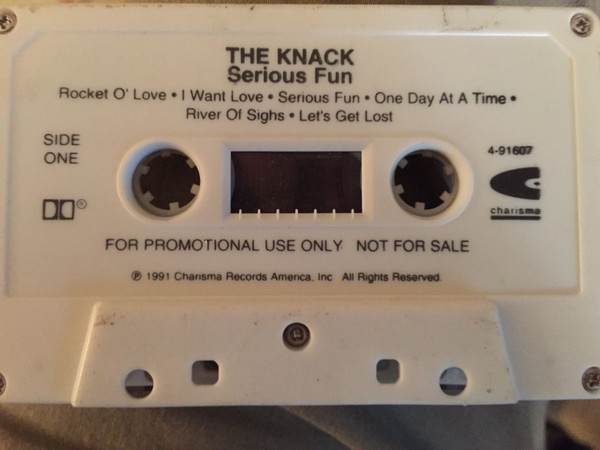 THE KNACK
Serious Fun
Rocket O' Love • I Want Love • Serious Fun • One Day At A Time •
River Of Sighs • Let's Get Lost
SIDE
ONE
4-91607
charisma
FOR PROMOTIONAL USE ONLY NOT FOR SALE
℗ 1991 Charisma Records America, Inc All Rights Reserved.